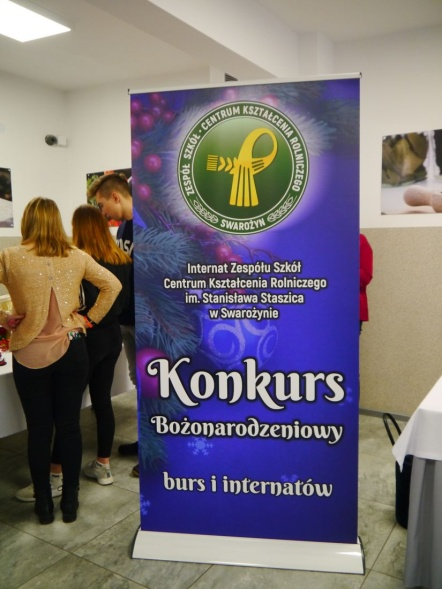 ZESPÓŁ SZKÓŁ · CENTRUM KSZTAŁCENIA ROLNICZEGO
SWAROŻYN
Internat Zespółu Szkół
Centrum Kształcenia Rolniczego
im. Stanisława Staszica
w Swarożynie
Konkurs
Bożonarodzeniowy
burs i internatów